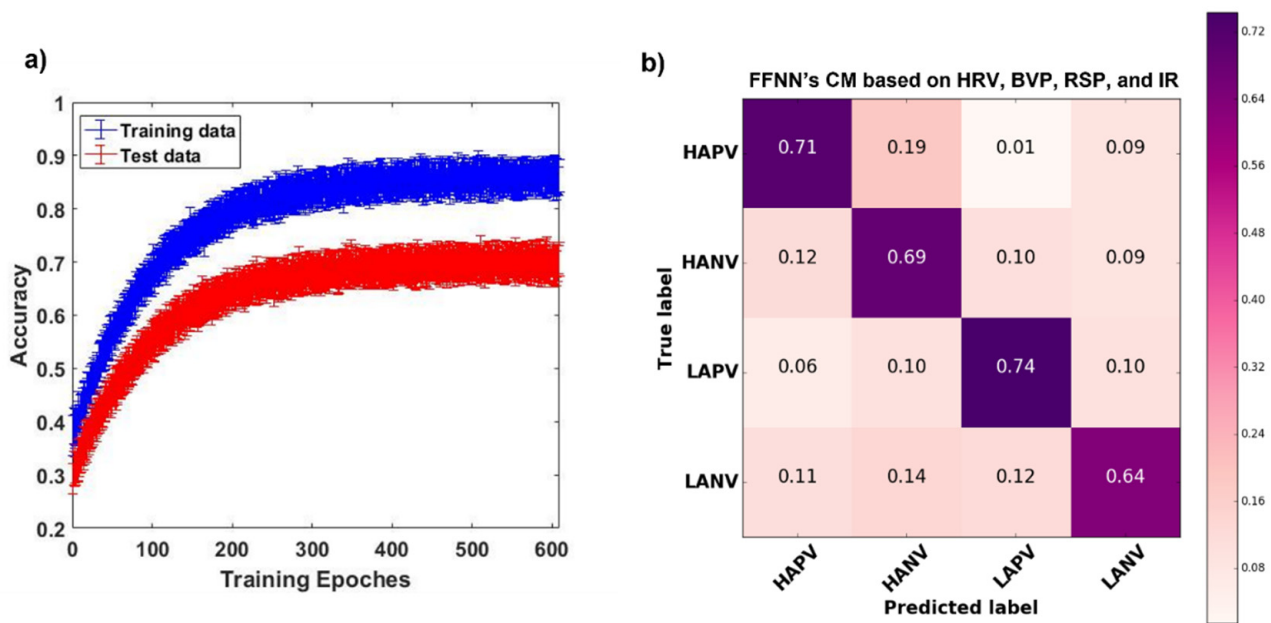 a)
1
0.9
0.8
0.7
0.6
0.5
0.4
0.3
0.2
Accuracy
Training data
Test data
0 100 200 300 400 500 600
Training Epoches
b)
FFNN's CM based on HRV, BVP, RSP, and IR
True label
HAPV 0.71 0.19 0.01 0.09
HANV 0.12 0.69 0.10 0.09
LAPV 0.06 0.10 0.74 0.10
LANV 0.11 0.14 0.12 0.64
HAPV HANV LAPV LANV
Predicted label
0.72
0.64
0.56
0.48
0.40
0.32
0.24
0.16
0.08